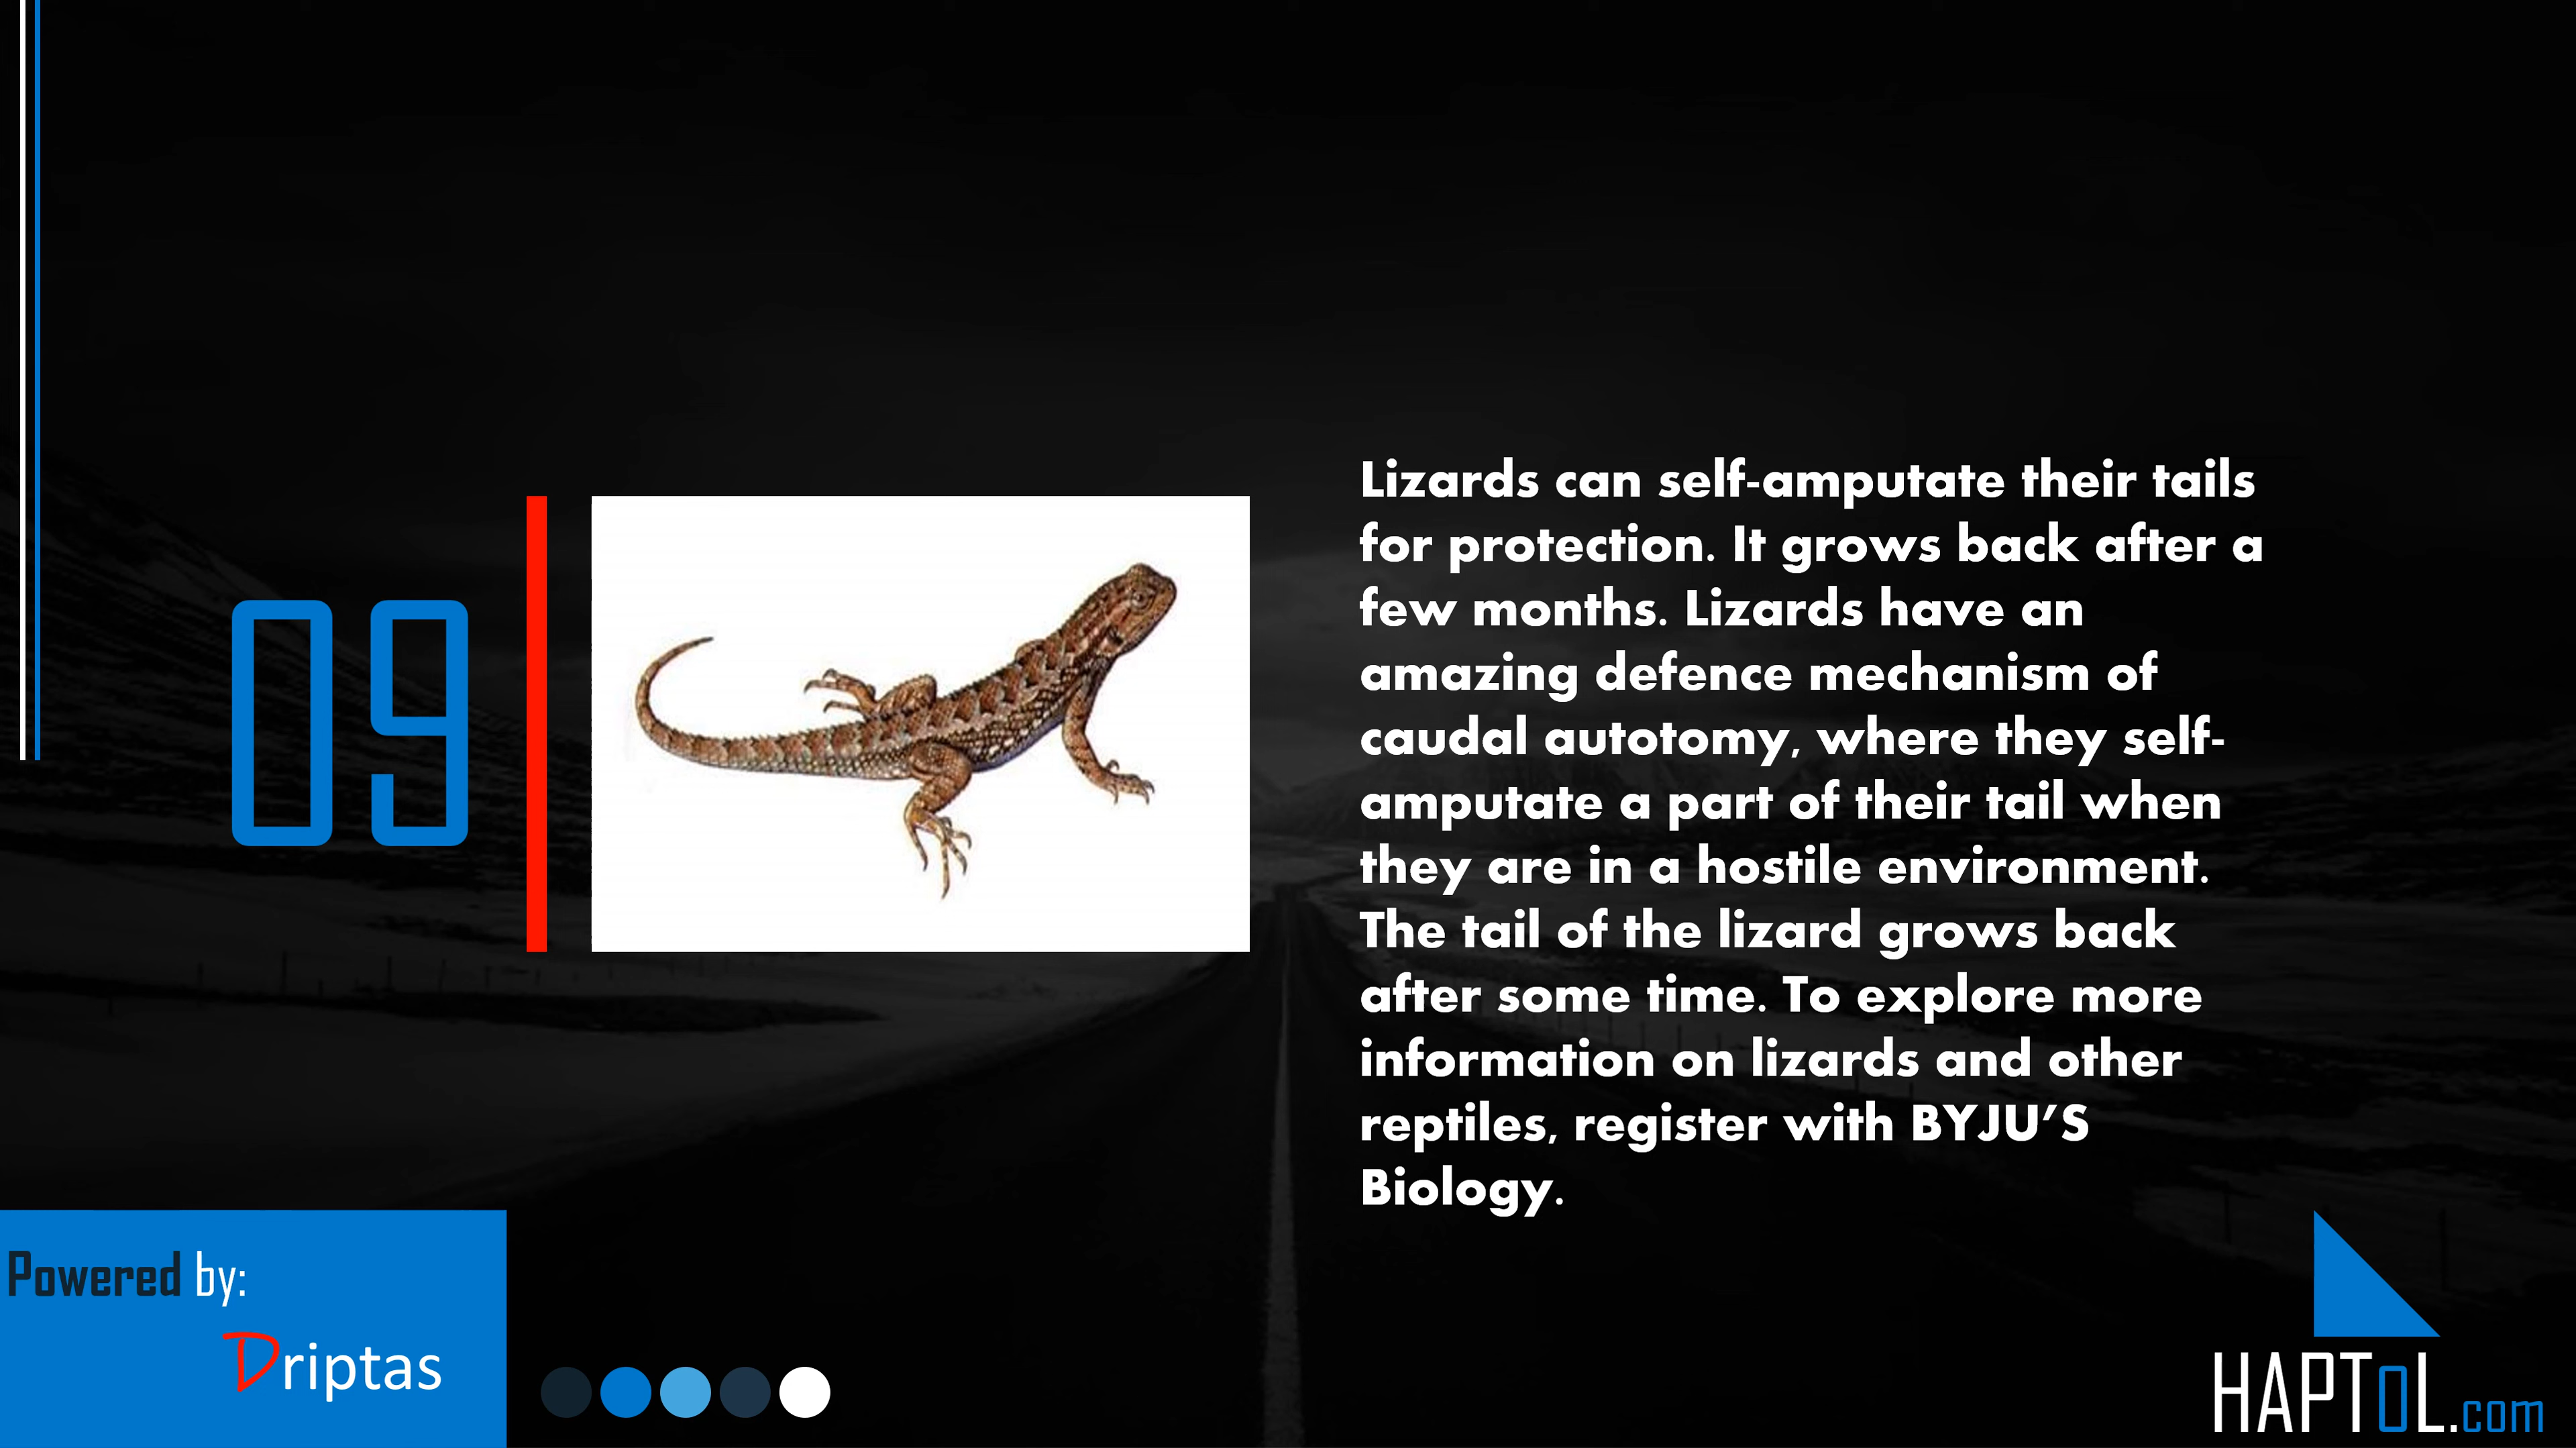 09
Lizards can self-amputate their tails
for protection. It grows back after a
few months. Lizards have an
amazing defence mechanism of
caudal autotomy, where they self-
amputate a part of their tail when
they are in a hostile environment.
The tail of the lizard grows back
after some time. To explore more
information on lizards and other
reptiles, register with BYJU’S
Biology.
Powered by:
Driptas
HAPToL.com